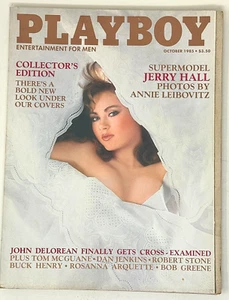 PLAYBOY
ENTERTAINMENT FOR MEN
OCTOBER 1985 • $3.50
COLLECTOR'S
EDITION
THERE'S A
BOLD NEW
LOOK UNDER
OUR COVERS
SUPERMODEL
JERRY HALL
PHOTOS BY
ANNIE LEIBOVITZ
JOHN DELOREAN FINALLY GETS CROSS-EXAMINED
PLUS TOM MCGUANE • DAN JENKINS • ROBERT STONE
BUCK HENRY • ROSANNA ARQUETTE • BOB GREENE